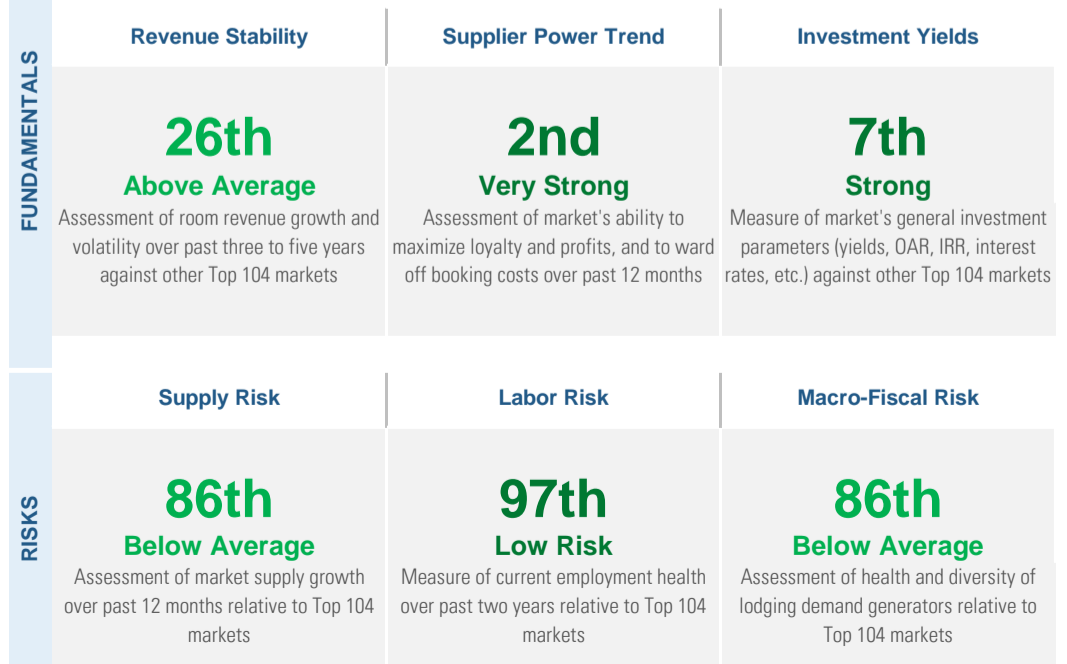 FUNDAMENTALS
Revenue Stability
26th
Above Average
Assessment of room revenue growth and
volatility over past three to five years
against other Top 104 markets
Supplier Power Trend
2nd
Very Strong
Assessment of market's ability to
maximize loyalty and profits, and to ward
off booking costs over past 12 months
Investment Yields
7th
Strong
Measure of market's general investment
parameters (yields, OAR, IRR, interest
rates, etc.) against other Top 104 markets
RISKS
Supply Risk
86th
Below Average
Assessment of market supply growth
over past 12 months relative to Top 104
markets
Labor Risk
97th
Low Risk
Measure of current employment health
over past two years relative to Top 104
markets
Macro-Fiscal Risk
86th
Below Average
Assessment of health and diversity of
lodging demand generators relative to
Top 104 markets